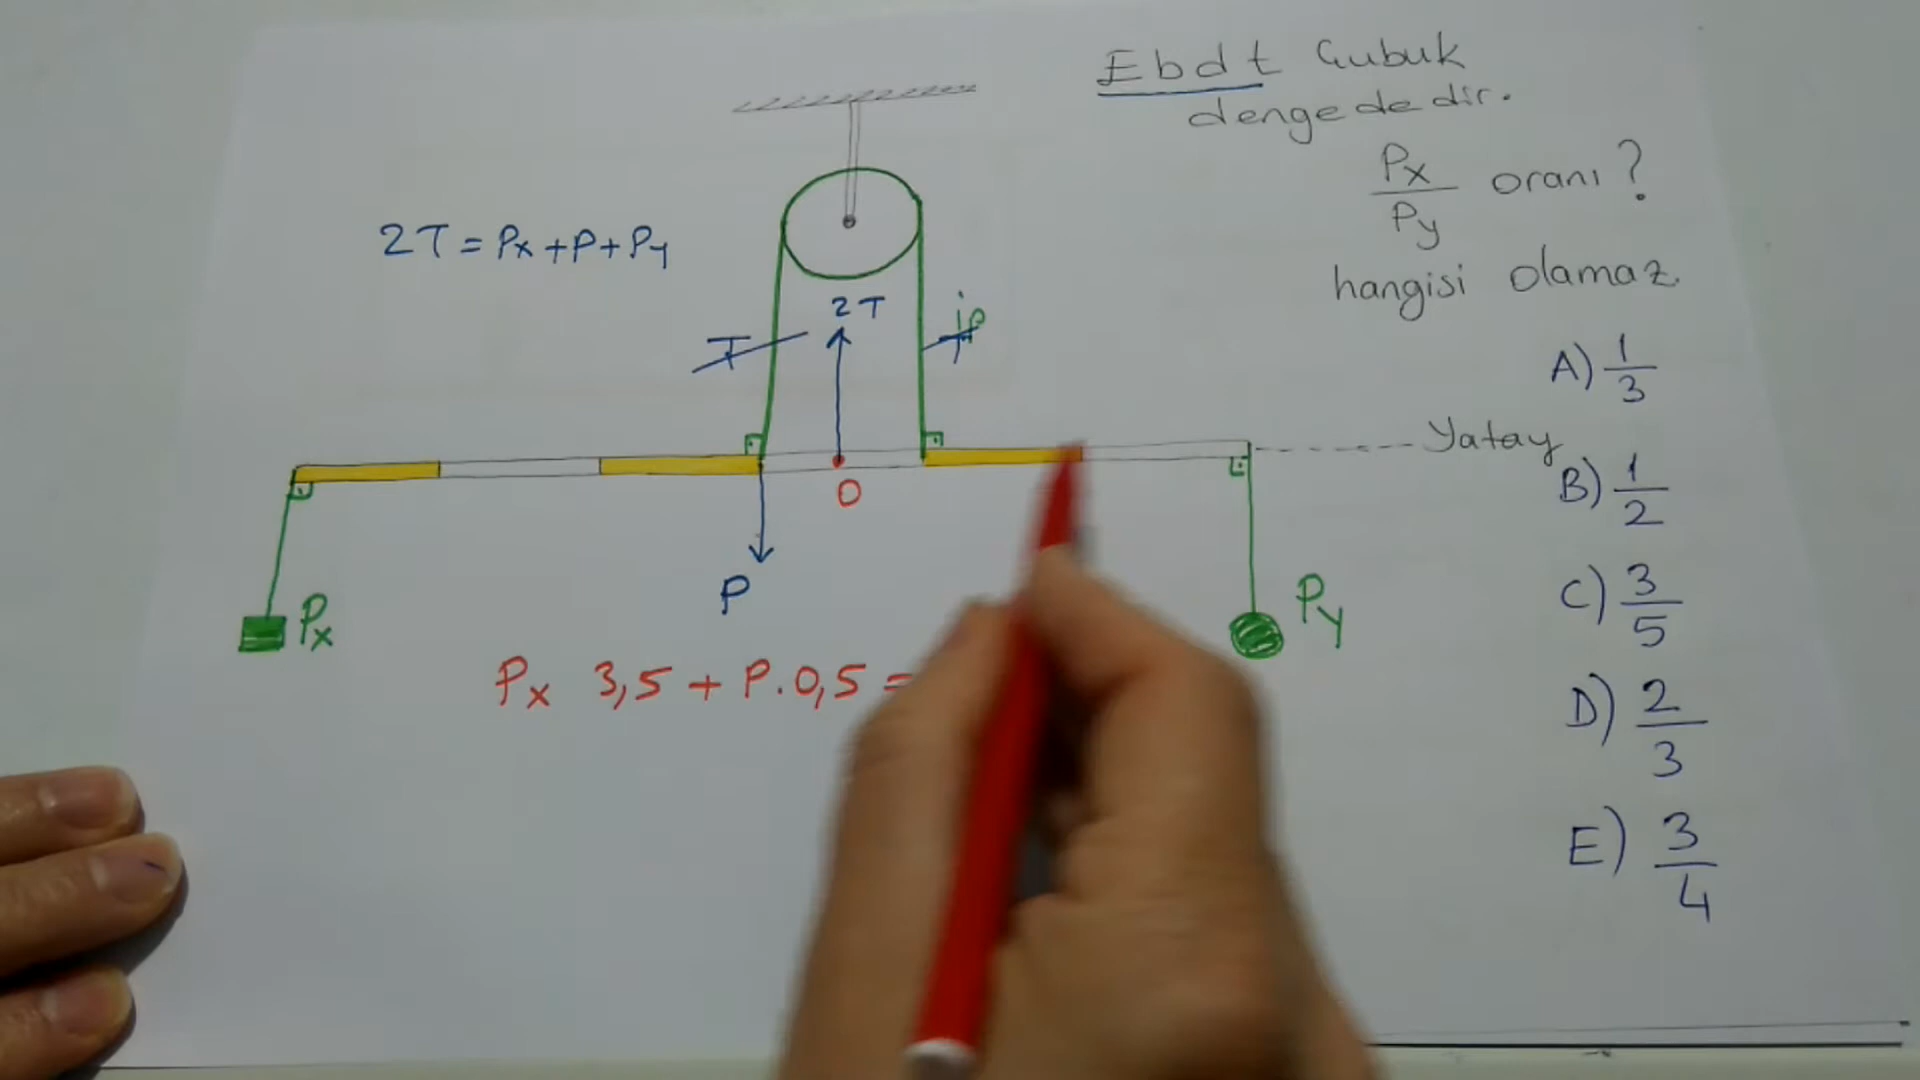 Ebdt Çubuk
dengededir.
Px
Py
oranı ?
hangisi olamaz.
2T = Px + P + Py
2T
T
ip
T
A) 1
3
Yatay
B) 1
2
O
P
Px
Py
C) 3
5
Px 3,5 + P.0,5 =
D) 2
3
E) 3
4